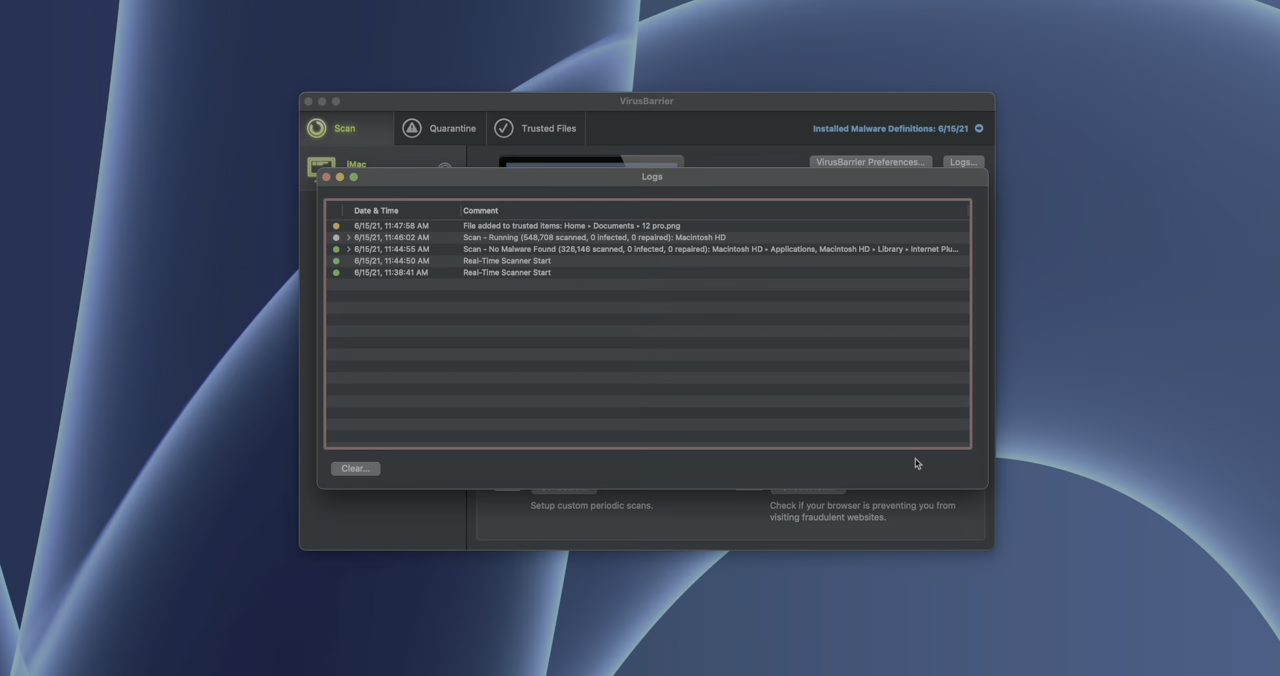 VirusBarrier
Scan
Quarantine
Trusted Files
Installed Malware Definitions: 6/15/21
iMac
VirusBarrier Preferences...
Logs...
Logs
Date & Time Comment
6/15/21, 11:47:58 AM File added to trusted items: Home ▸ Documents ▸ 12 pro.png
6/15/21, 11:46:02 AM Scan - Running (548,708 scanned, 0 infected, 0 repaired): Macintosh HD
6/15/21, 11:44:55 AM Scan - No Malware Found (326,146 scanned, 0 infected, 0 repaired): Macintosh HD ▸ Applications, Macintosh HD ▸ Library ▸ Internet Plu...
6/15/21, 11:44:50 AM Real-Time Scanner Start
6/15/21, 11:38:41 AM Real-Time Scanner Start
Clear...
Setup custom periodic scans.
Check if your browser is preventing you from
visiting fraudulent websites.